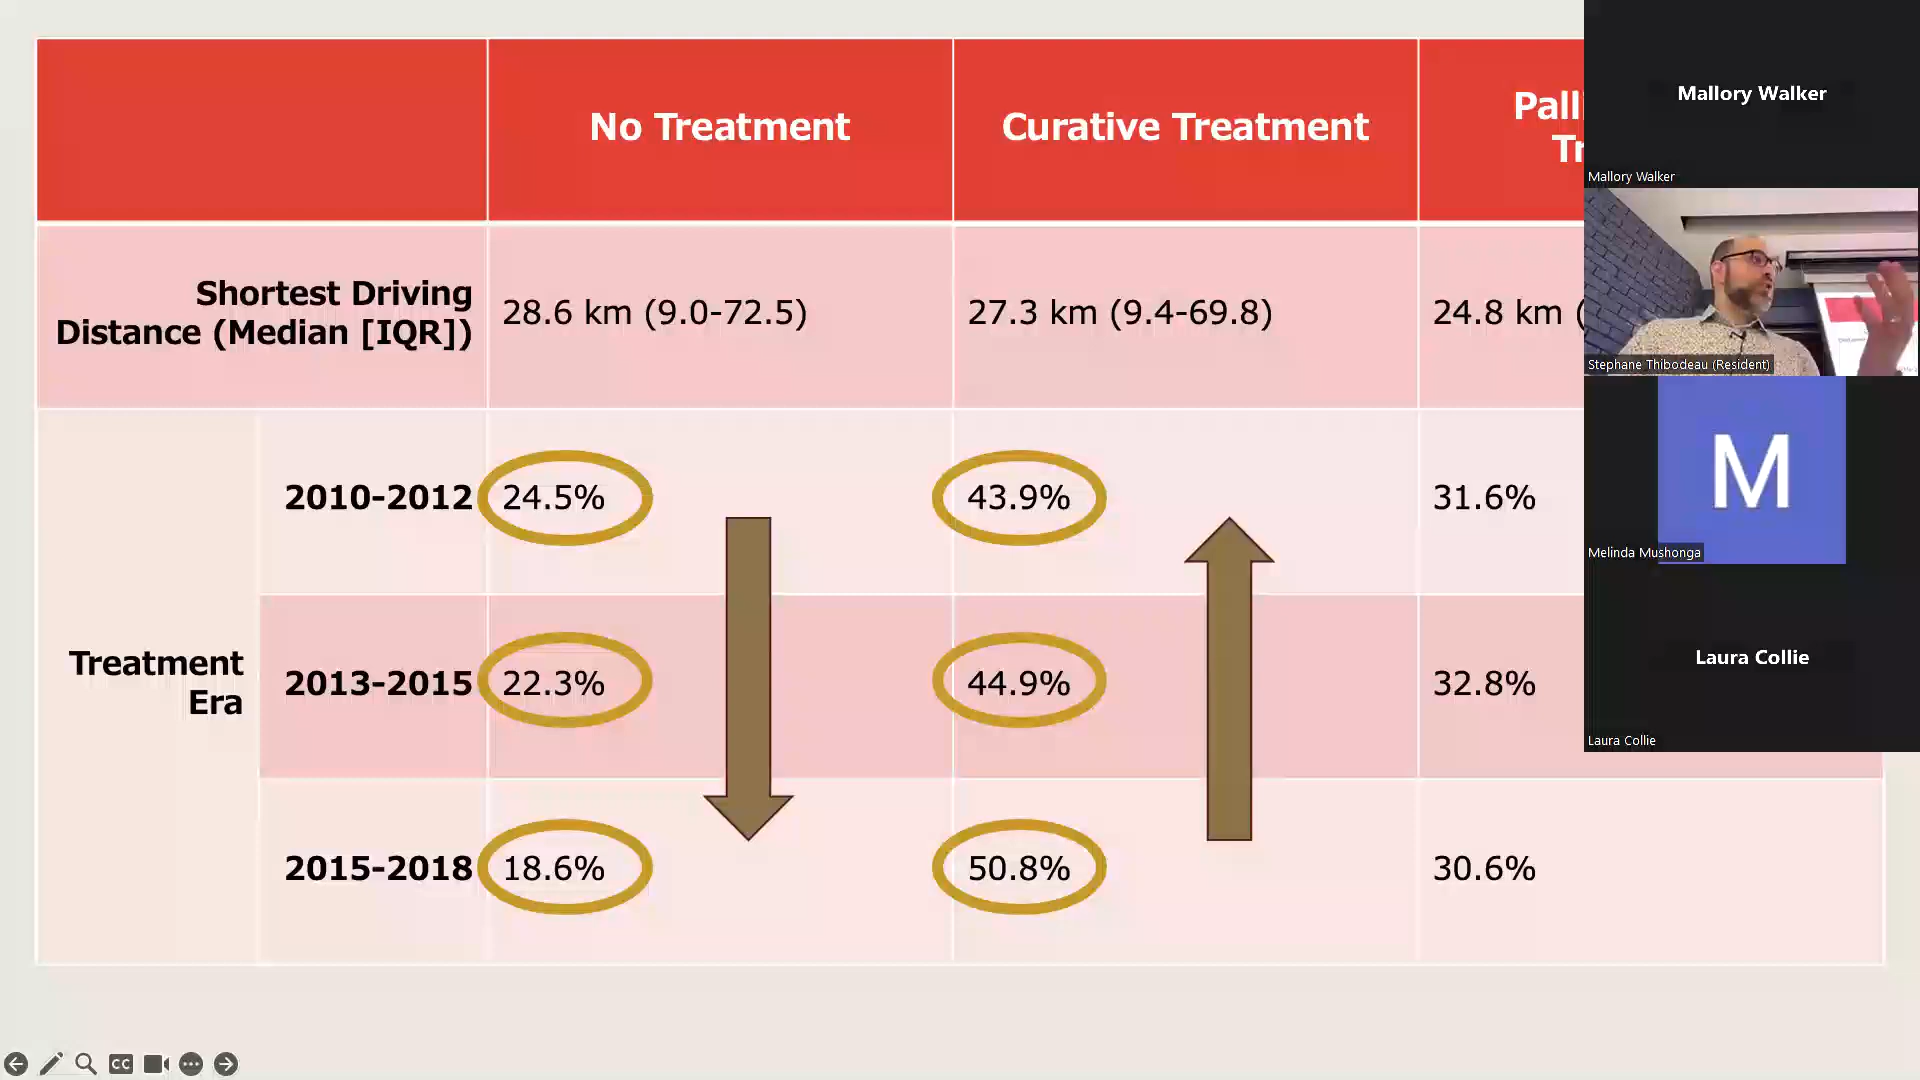 No Treatment
Curative Treatment
Shortest Driving
Distance (Median [IQR])
28.6 km (9.0-72.5)
27.3 km (9.4-69.8)
24.8 km (
Treatment
Era
2010-2012
24.5%
43.9%
31.6%
2013-2015
22.3%
44.9%
32.8%
2015-2018
18.6%
50.8%
30.6%
Mallory Walker
Mallory Walker
Stephane Thibodeau (Resident)
M
Melinda Mushonga
Laura Collie
Laura Collie
CC